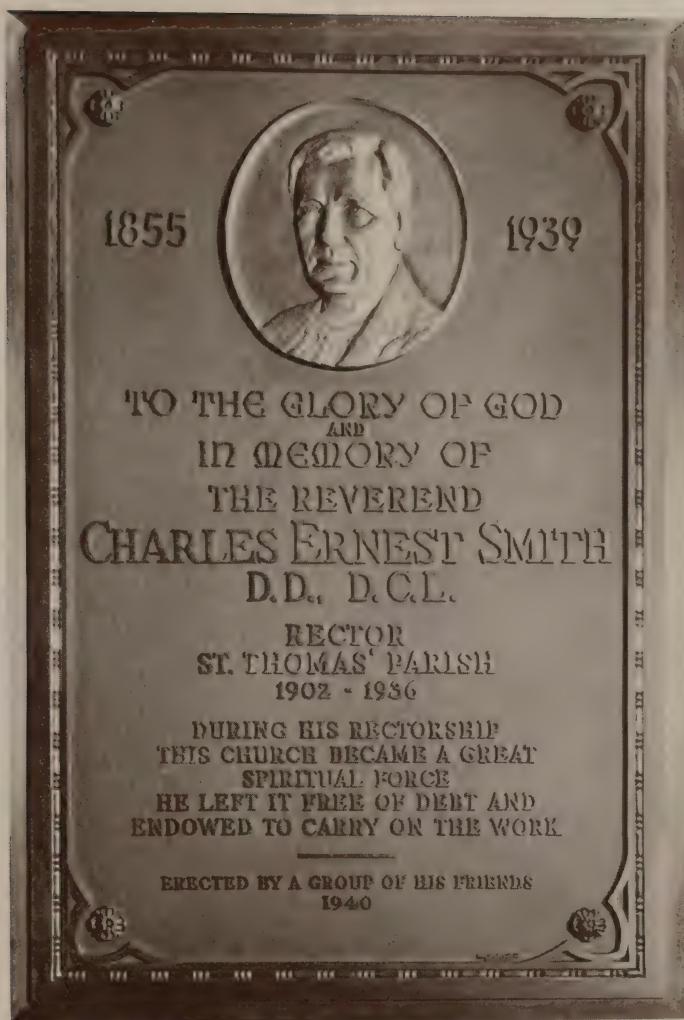 1855 1939
TO THE GLORY OF GOD
AND
IN MEMORY OF
THE REVEREND
CHARLES ERNEST SMITH
D.D., D.C.L.
RECTOR
ST. THOMAS' PARISH
1902 - 1936
DURING HIS RECTORSHIP
THIS CHURCH BECAME A GREAT
SPIRITUAL FORCE
HE LEFT IT FREE OF DEBT AND
ENDOWED TO CARRY ON THE WORK
ERECTED BY A GROUP OF HIS FRIENDS
1940